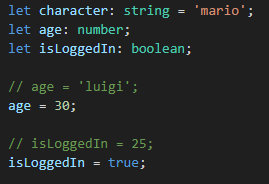 let character: string = 'mario';
let age: number;
let isLoggedIn: boolean;
// age = 'luigi';
age = 30;
// isLoggedIn = 25;
isLoggedIn = true;